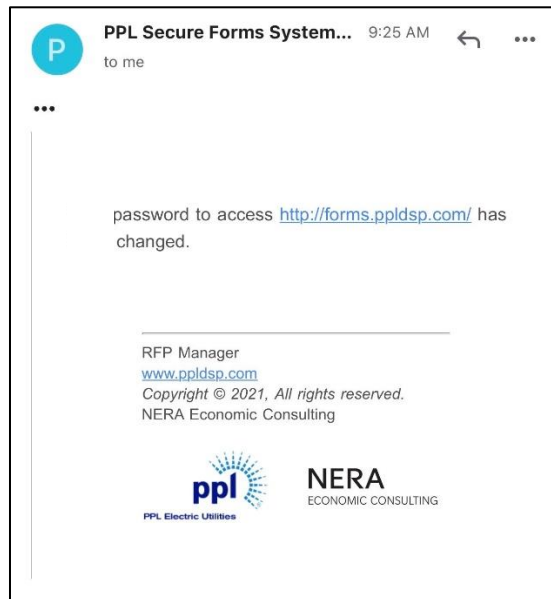 P
PPL Secure Forms System... 9:25 AM
to me
password to access http://forms.ppldsp.com/ has
changed.
RFP Manager
www.ppldsp.com
Copyright © 2021, All rights reserved.
NERA Economic Consulting
ppl
PPL Electric Utilities
NERA
ECONOMIC CONSULTING